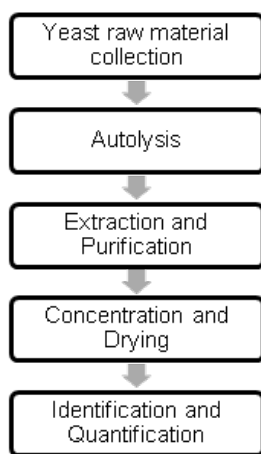 Yeast raw material
collection
Autolysis
Extraction and
Purification
Concentration and
Drying
Identification and
Quantification